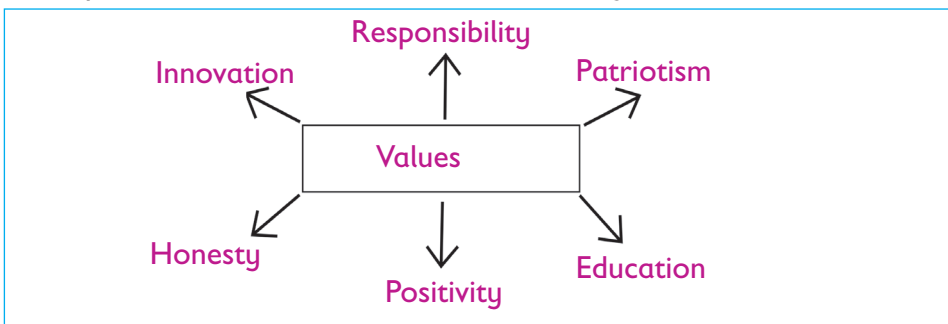 Responsibility
Innovation
Patriotism
Values
Honesty
Education
Positivity